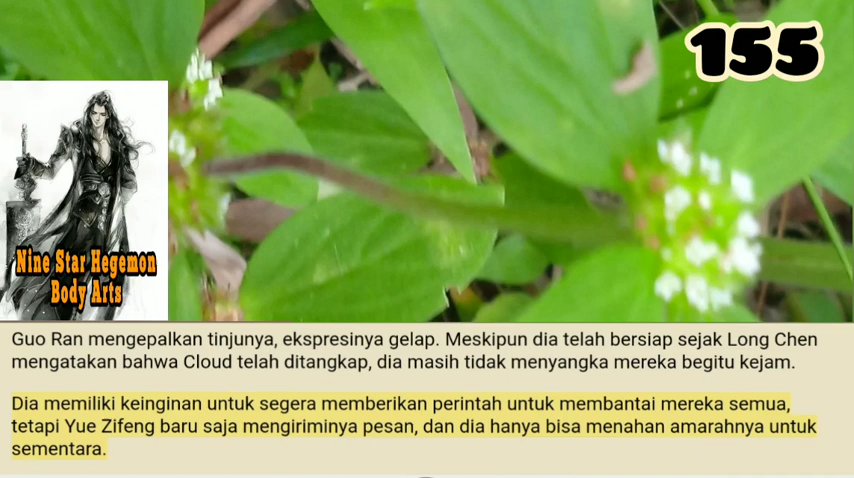 155
Nine Star Hegemon
Body Arts
Guo Ran mengepalkan tinjunya, ekspresinya gelap. Meskipun dia telah bersiap sejak Long Chen
mengatakan bahwa Cloud telah ditangkap, dia masih tidak menyangka mereka begitu kejam.
Dia memiliki keinginan untuk segera memberikan perintah untuk membantai mereka semua,
tetapi Yue Zifeng baru saja mengiriminya pesan, dan dia hanya bisa menahan amarahnya untuk
sementara.